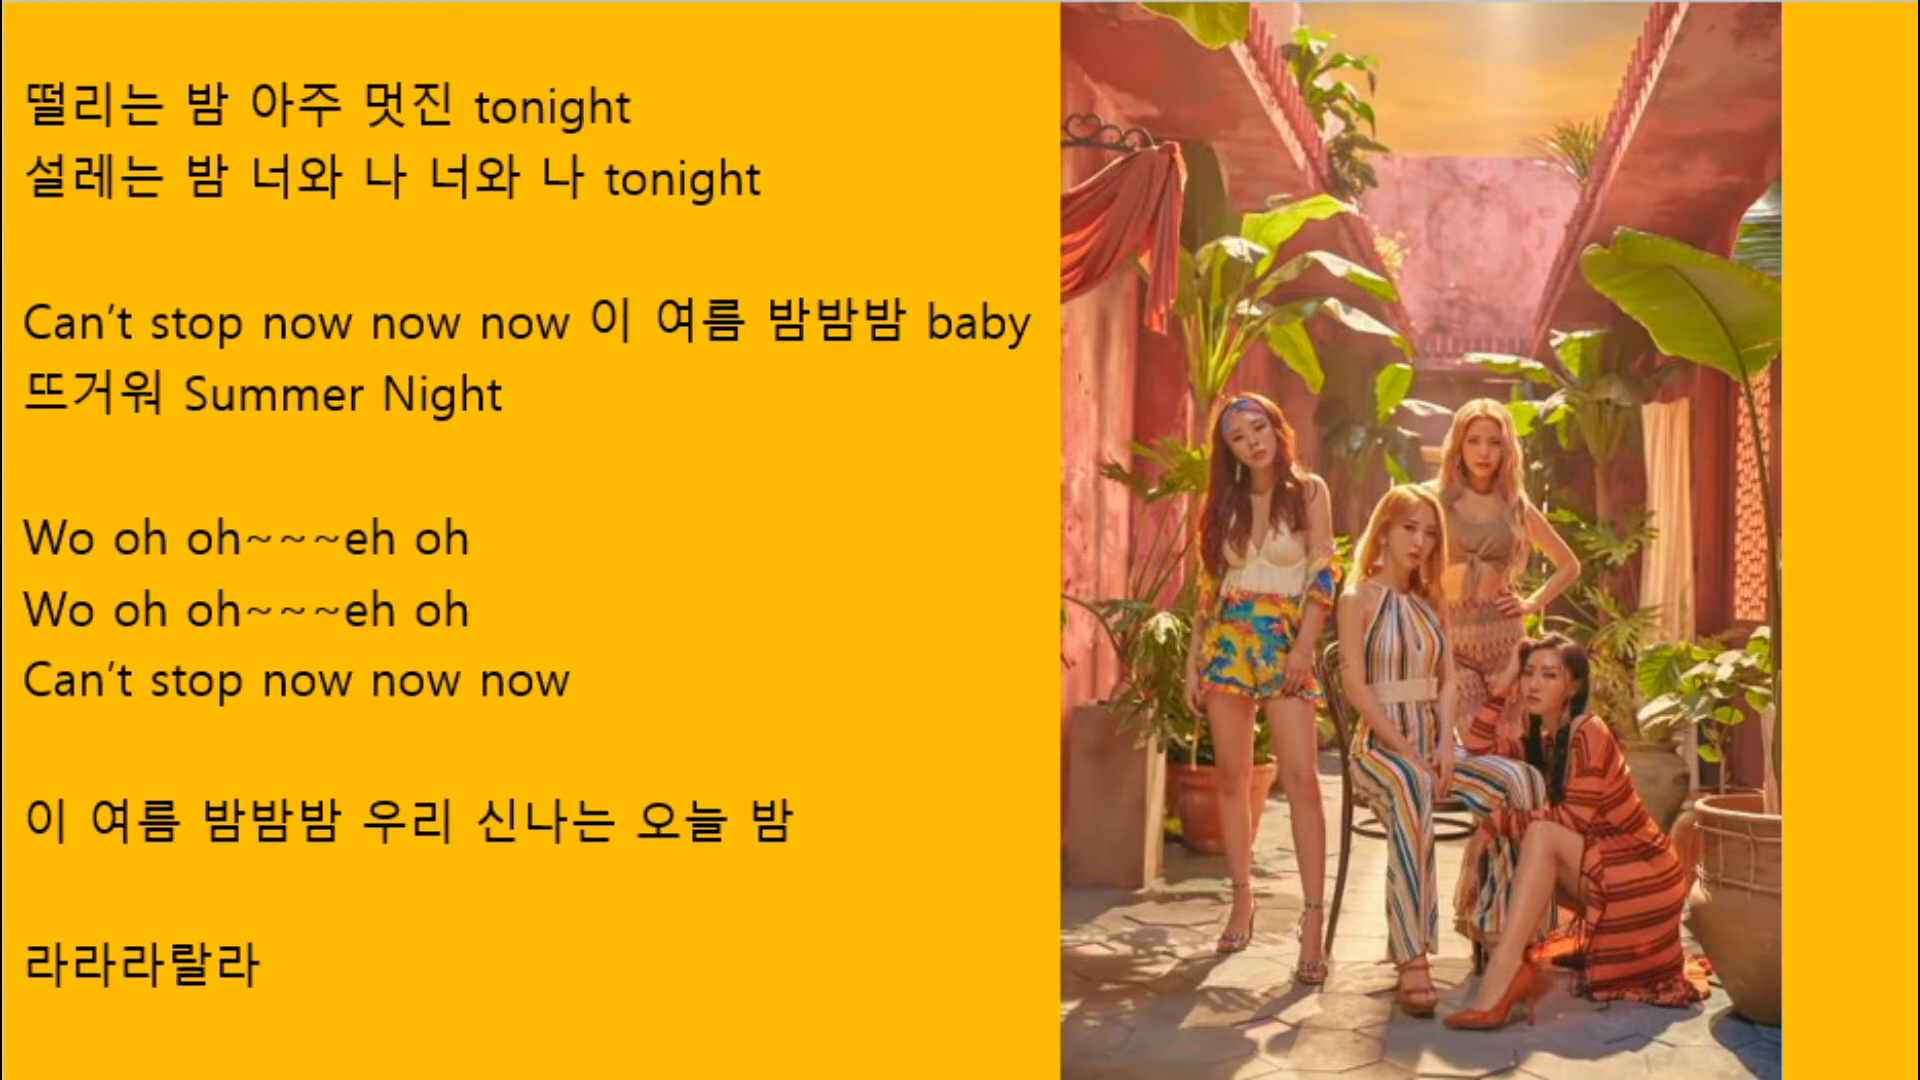 떨리는 밤 아주 멋진 tonight
설레는 밤 너와 나 너와 나 tonight
Can't stop now now now 이 여름 밤밤밤 baby
뜨거워 Summer Night
Wo oh oh~~~eh oh
Wo oh oh~~~eh oh
Can't stop now now now
이 여름 밤밤밤 우리 신나는 오늘 밤
라라라랄라